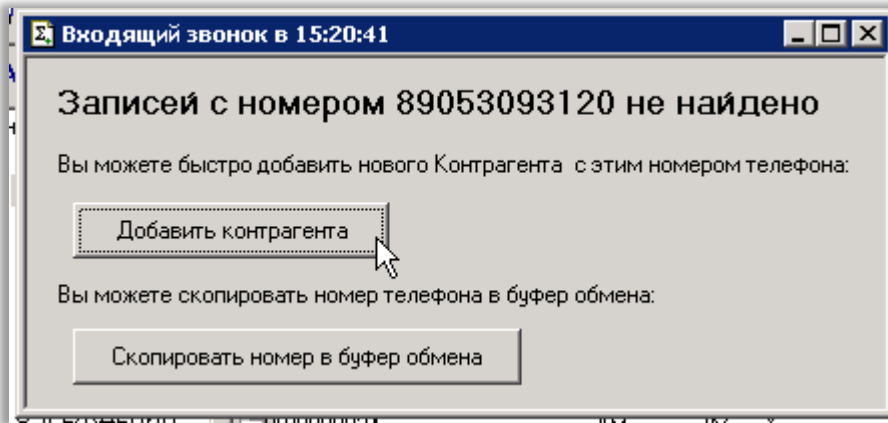 Входящий звонок в 15:20:41
Записей с номером 89053093120 не найдено
Вы можете быстро добавить нового Контрагента с этим номером телефона:
Добавить контрагента
Вы можете скопировать номер телефона в буфер обмена:
Скопировать номер в буфер обмена